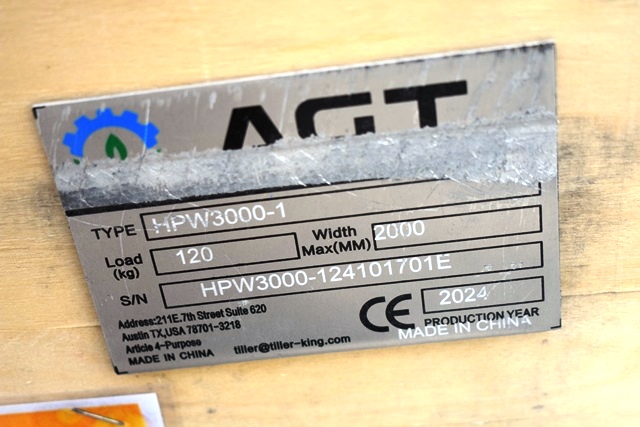 AGT
TYPE HPW3000-1
Load (kg) 120 Width Max(MM) 2000
S/N HPW3000-124101701E
Address:211E.7th Street Suite 620
Austin TX,USA 78701-3218
Article 4-Purpose
MADE IN CHINA
tiller@tiller-king.com
CE
2024
PRODUCTION YEAR
MADE IN CHINA